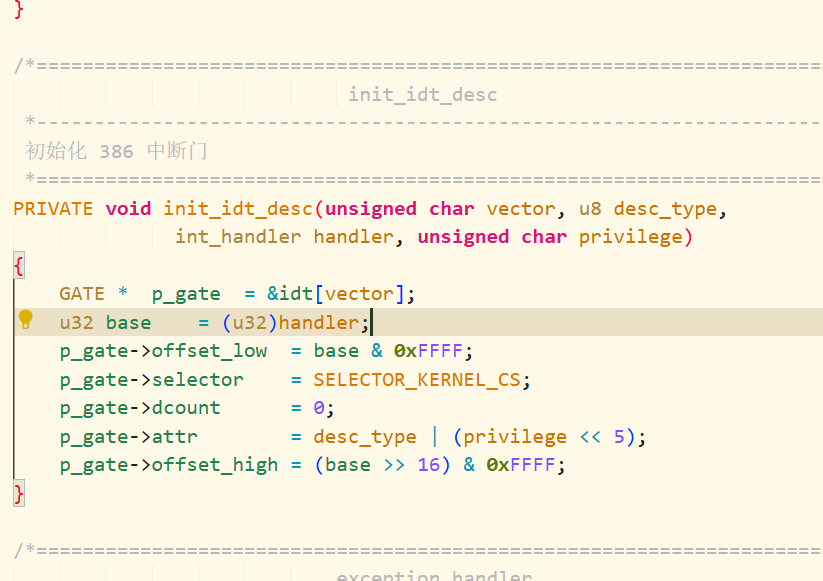 }
/*==================================================================
init_idt_desc
*------------------------------------------------------------------
初始化 386 中断门
*==================================================================
PRIVATE void init_idt_desc(unsigned char vector, u8 desc_type,
int_handler handler, unsigned char privilege)
{
GATE *  p_gate  = &idt[vector];
u32 base    = (u32)handler;
p_gate->offset_low  = base & 0xFFFF;
p_gate->selector    = SELECTOR_KERNEL_CS;
p_gate->dcount      = 0;
p_gate->attr        = desc_type | (privilege << 5);
p_gate->offset_high = (base >> 16) & 0xFFFF;
}
/*==================================================================
exception_handler